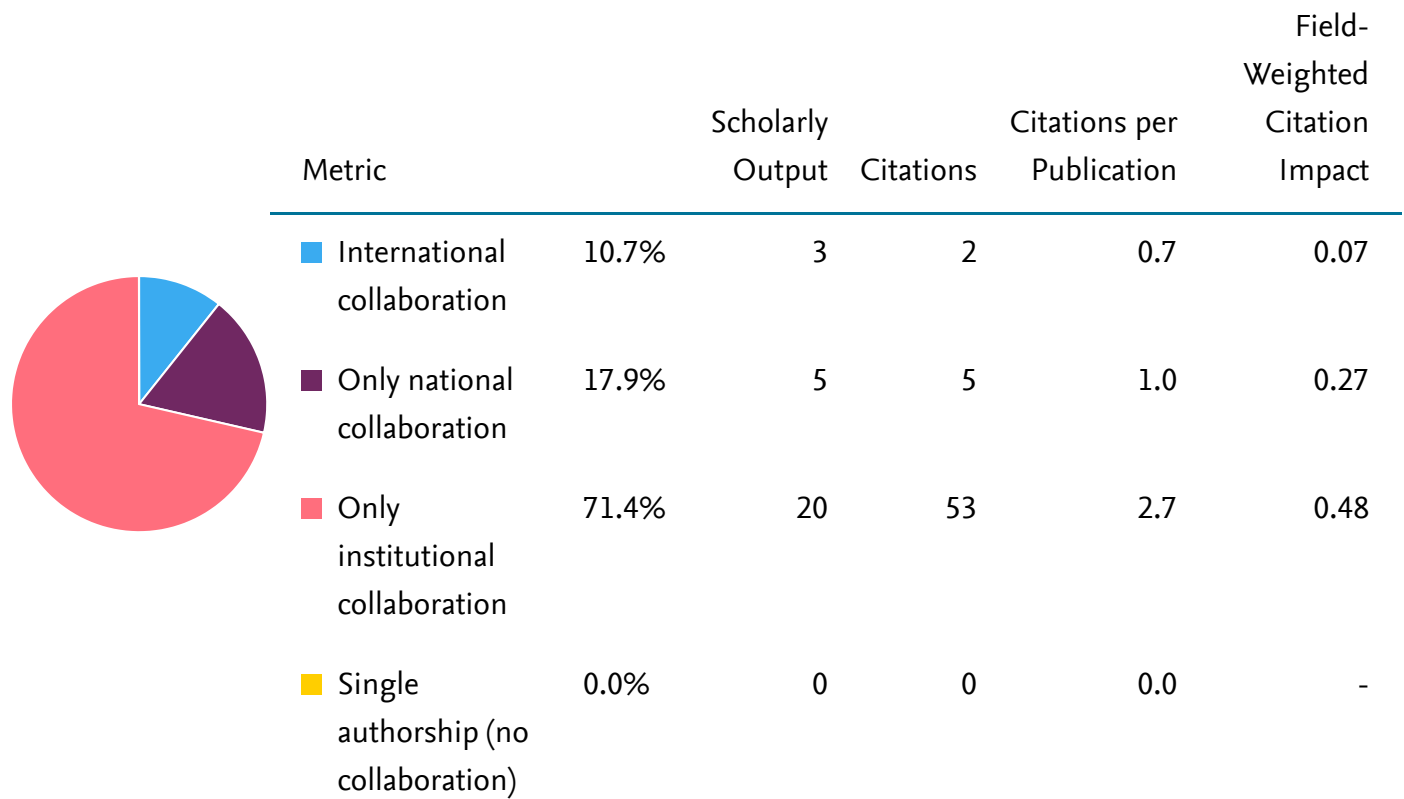 Field-
Weighted
Scholarly Citations per Citation
Metric Output Citations Publication Impact
International 10.7% 3 2 0.7 0.07
collaboration
Only national 17.9% 5 5 1.0 0.27
collaboration
Only 71.4% 20 53 2.7 0.48
institutional
collaboration
Single 0.0% 0 0 0.0 -
authorship (no
collaboration)